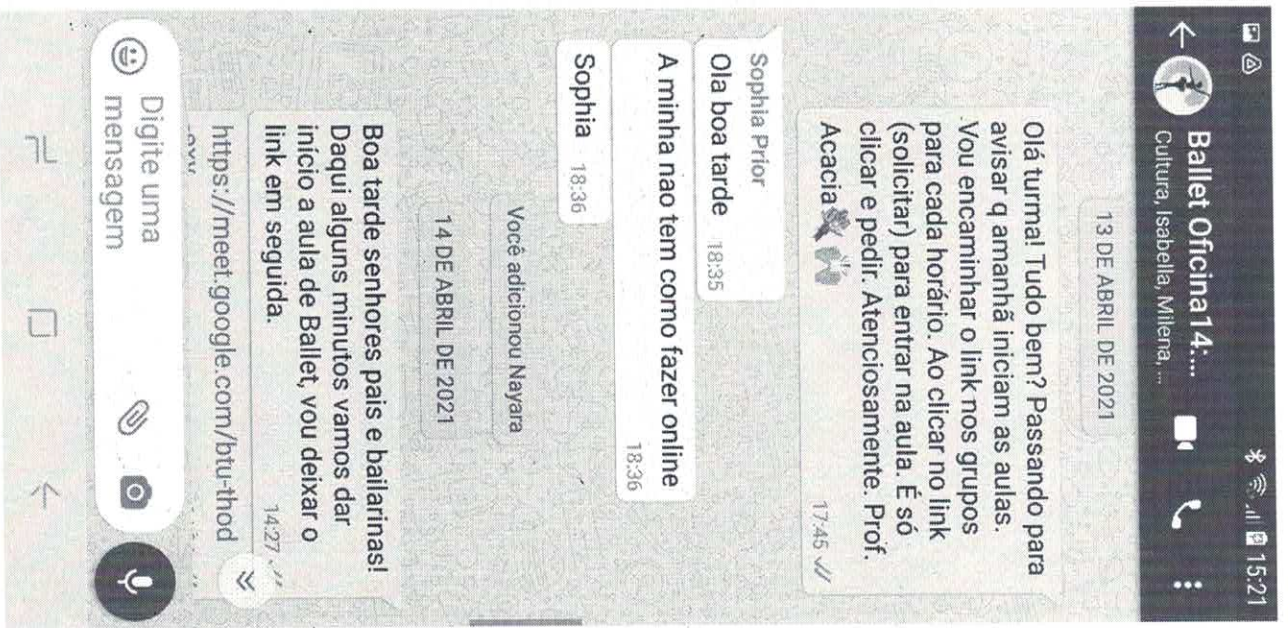 15:21
Ballet Oficina14:...
Cultura, Isabella, Milena, ...
13 DE ABRIL DE 2021
Olá turma! Tudo bem? Passando para
avisar q amanhã iniciam as aulas.
Vou encaminhar o link nos grupos
para cada horário. Ao clicar no link
(solicitar) para entrar na aula. É só
clicar e pedir. Atenciosamente. Prof.
Acacia
17:45
Sophia Prior
Ola boa tarde 18:35
A minha nao tem como fazer online
18:36
Sophia 18:36
Você adicionou Nayara
14 DE ABRIL DE 2021
Boa tarde senhores pais e bailarinas!
Daqui alguns minutos vamos dar
início a aula de Ballet, vou deixar o
link em seguida.
14:27
https://meet.google.com/btu-thod
Digite uma
mensagem